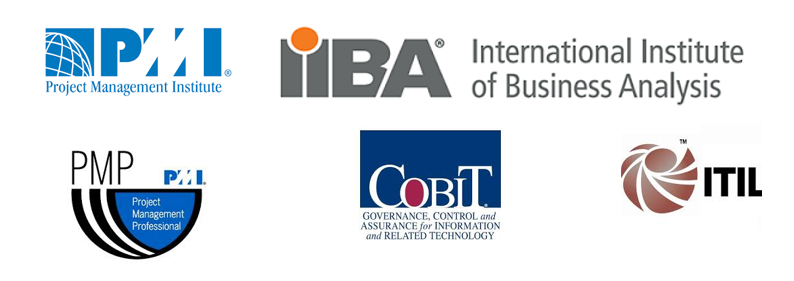 PMI®
Project Management Institute
iiBA®
International Institute
of Business Analysis
PMP
PMI®
Project
Management
Professional
COBIT®
GOVERNANCE, CONTROL and
ASSURANCE for INFORMATION
and RELATED TECHNOLOGY
™
ITIL